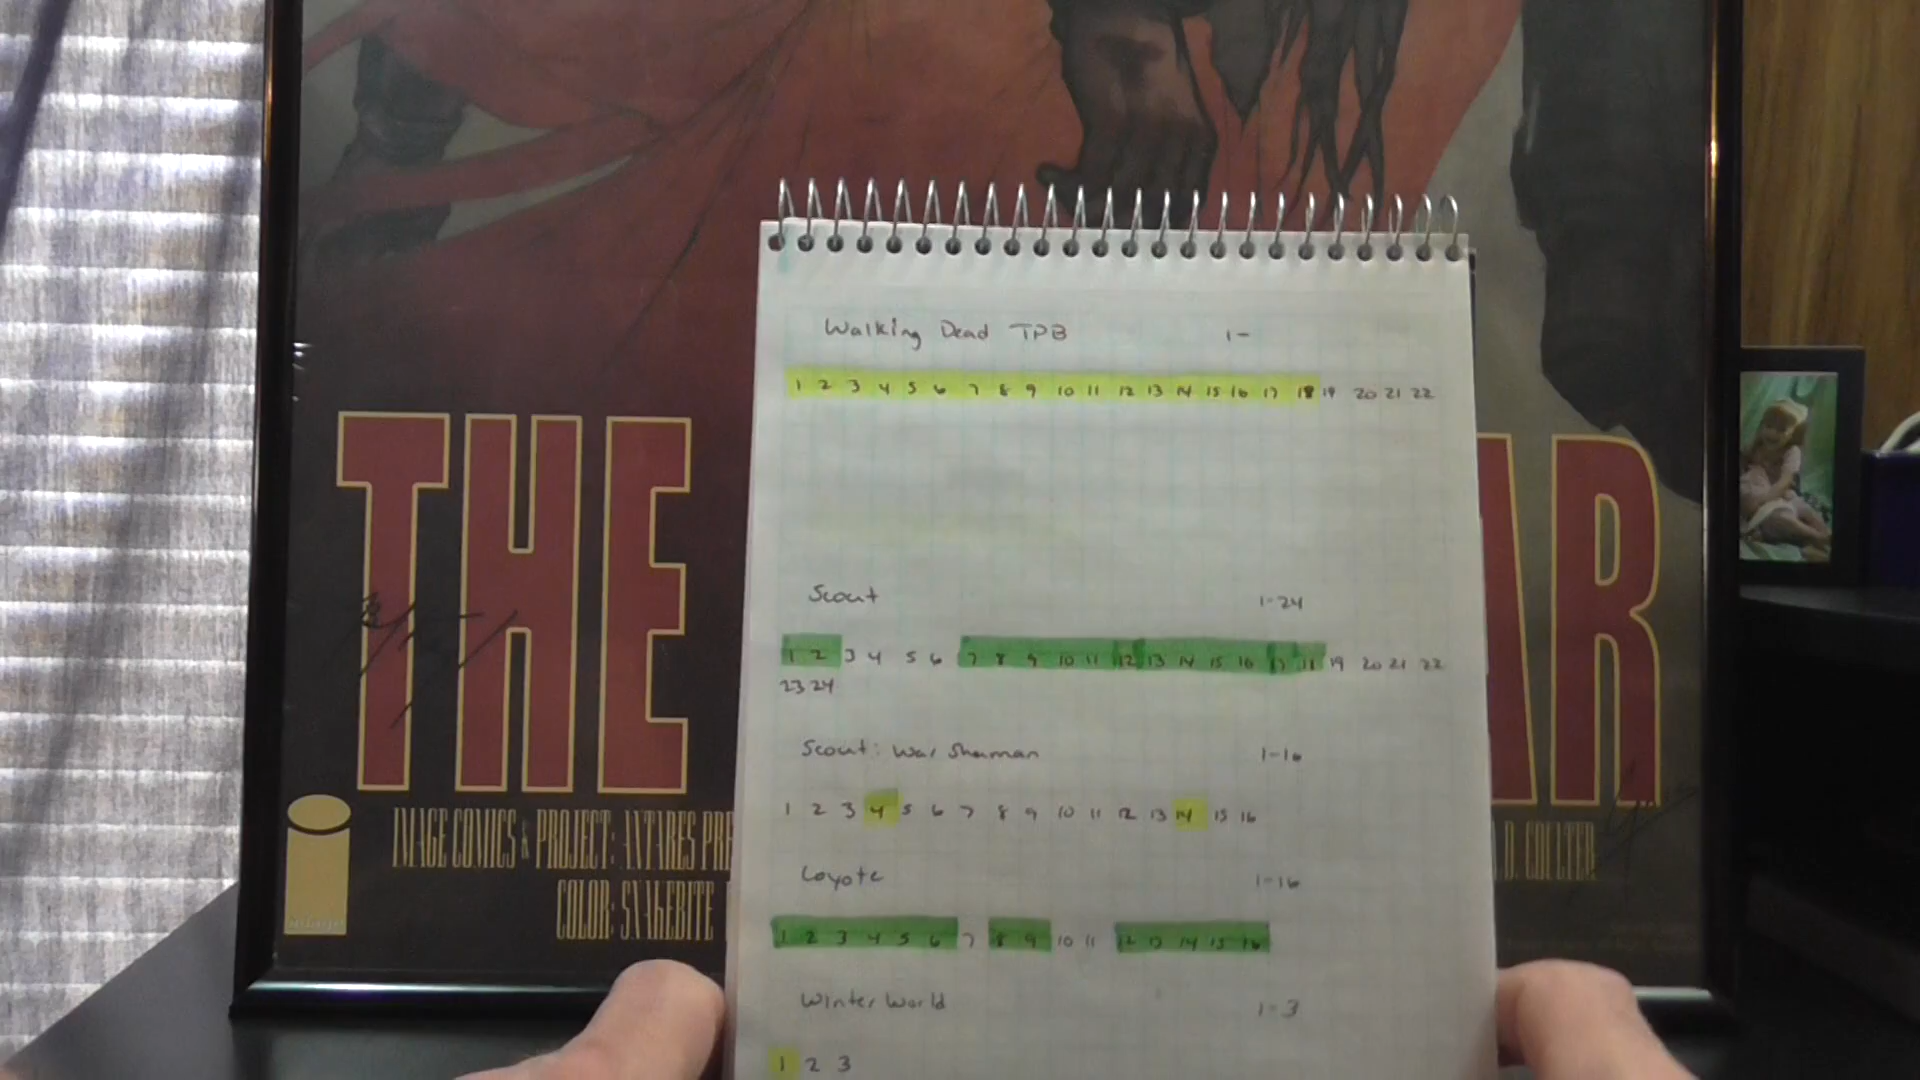 Walking Dead TPB 1-
1 2 3 4 5 6 7 8 9 10 11 12 13 14 15 16 17 18 19 20 21 22
Scout 1-24
1 2 3 4 5 6 7 8 9 10 11 12 13 14 15 16 17 18 19 20 21 22
23 24
Scout: War Shaman 1-16
1 2 3 4 5 6 7 8 9 10 11 12 13 14 15 16
Coyote 1-16
1 2 3 4 5 6 7 8 9 10 11 12 13 14 15 16
Winter World 1-3
1 2 3
THE AR
IMAGE COMICS & PROJECT: ANTARES PRE
D. COULTER
COLOR: SNAKEBITE